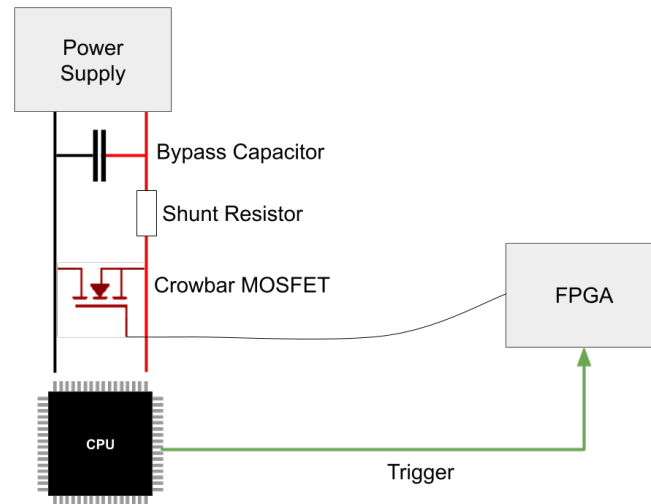 Power
Supply
Bypass Capacitor
Shunt Resistor
Crowbar MOSFET
FPGA
CPU
Trigger